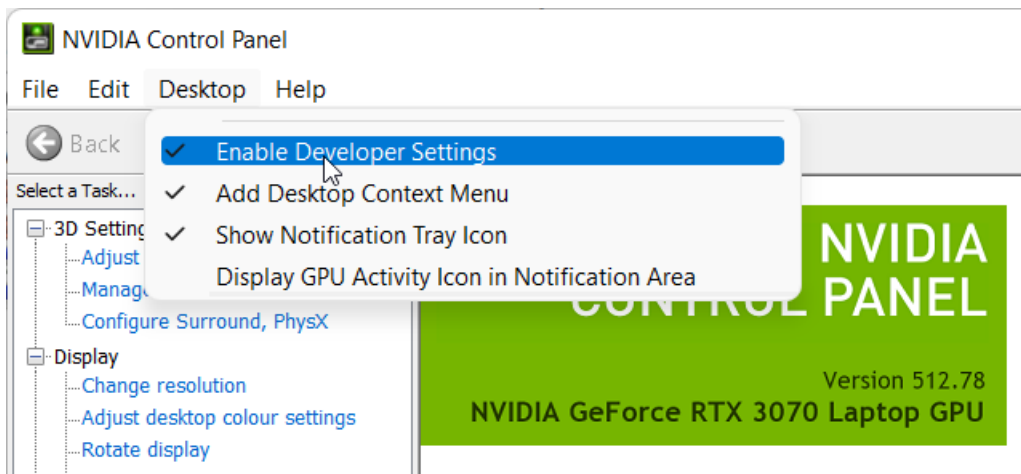 NVIDIA Control Panel
File Edit Desktop Help
Back
Enable Developer Settings
Add Desktop Context Menu
Show Notification Tray Icon
Display GPU Activity Icon in Notification Area
Select a Task...
3D Setting
Adjust
Manag
Configure Surround, PhysX
Display
Change resolution
Adjust desktop colour settings
Rotate display
NVIDIA
CONTROL PANEL
Version 512.78
NVIDIA GeForce RTX 3070 Laptop GPU